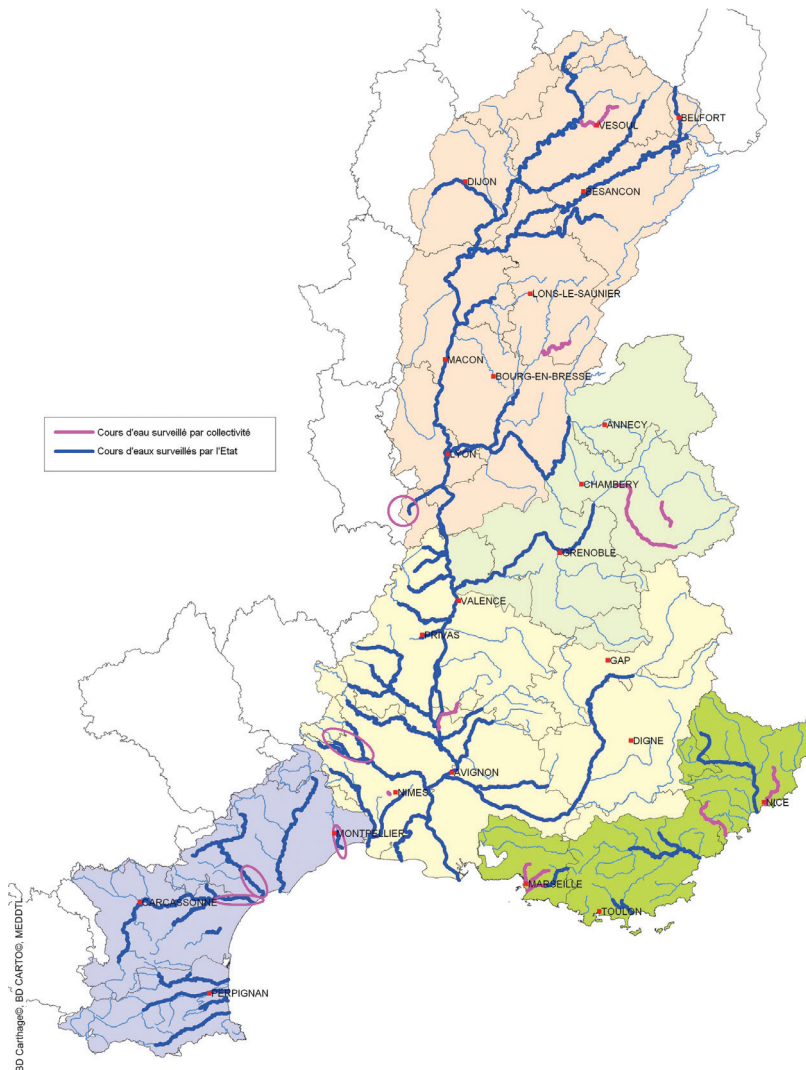 BELFORT
VESOUL
DIJON
BESANCON
LONS-LE-SAUNIER
MACON
BOURG-EN-BRESSE
Cours d'eau surveillé par collectivité
Cours d'eaux surveillés par l'Etat
ANNECY
LYON
CHAMBERY
GRENOBLE
VALENCE
PRIVAS
GAP
DIGNE
AVIGNON
NIMES
NICE
MONTPELLIER
MARSEILLE
CARCASSONNE
TOULON
PERPIGNAN
BD Carthage©, BD CARTO©, MEDDTL